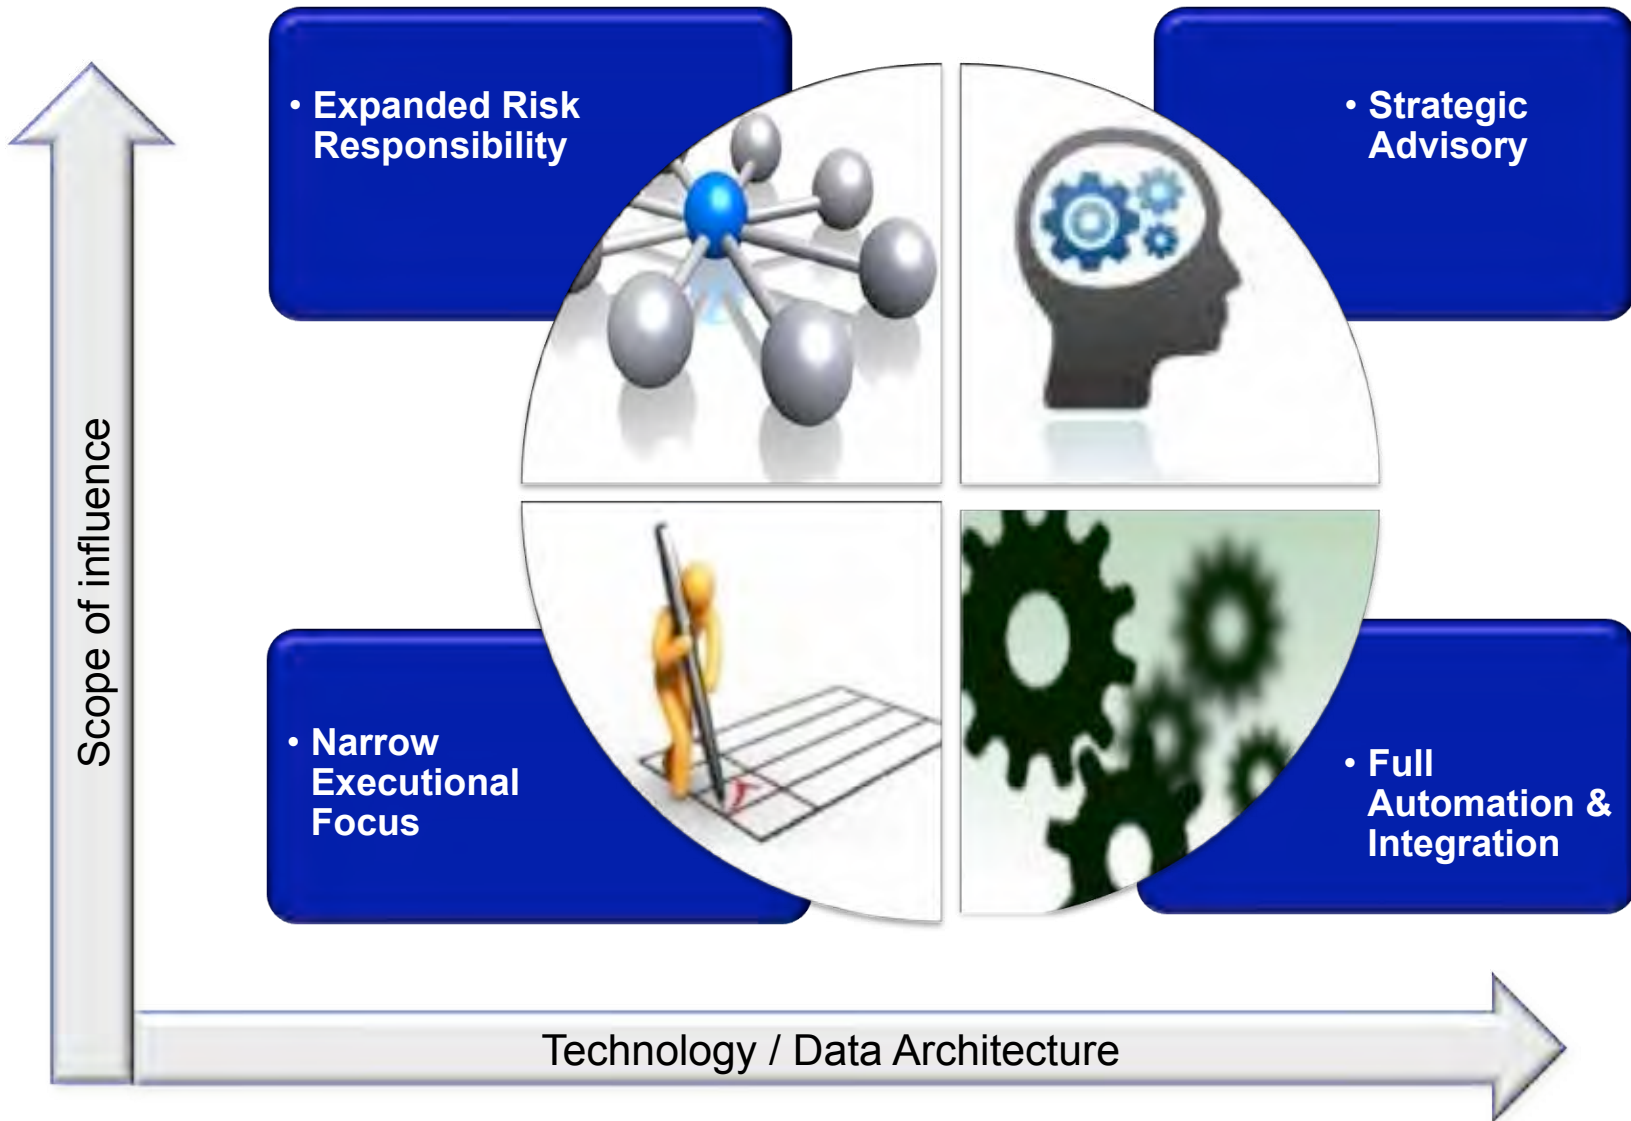 • Expanded Risk
Responsibility
• Strategic
Advisory
Scope of influence
• Narrow
Executional
Focus
• Full
Automation &
Integration
Technology / Data Architecture